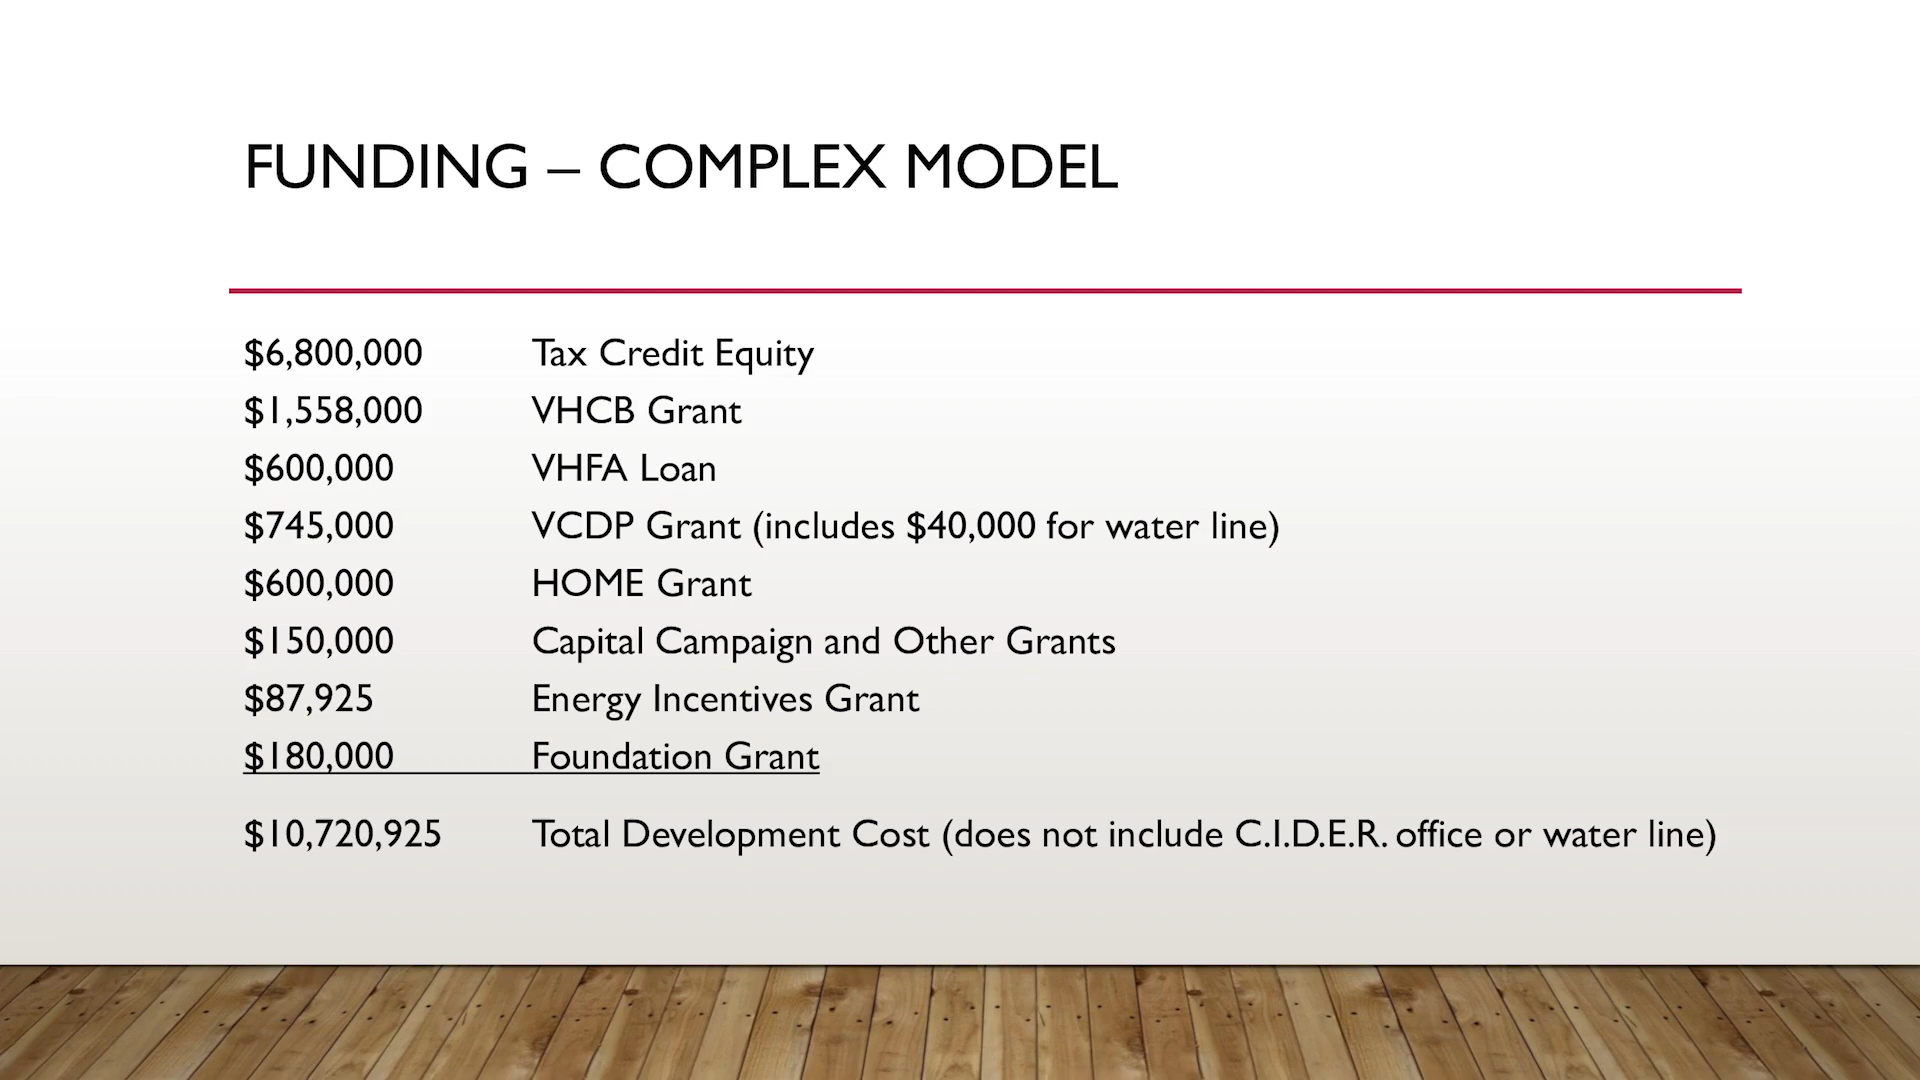 FUNDING – COMPLEX MODEL
$6,800,000 Tax Credit Equity
$1,558,000 VHCB Grant
$600,000 VHFA Loan
$745,000 VCDP Grant (includes $40,000 for water line)
$600,000 HOME Grant
$150,000 Capital Campaign and Other Grants
$87,925 Energy Incentives Grant
$180,000 Foundation Grant
$10,720,925 Total Development Cost (does not include C.I.D.E.R. office or water line)